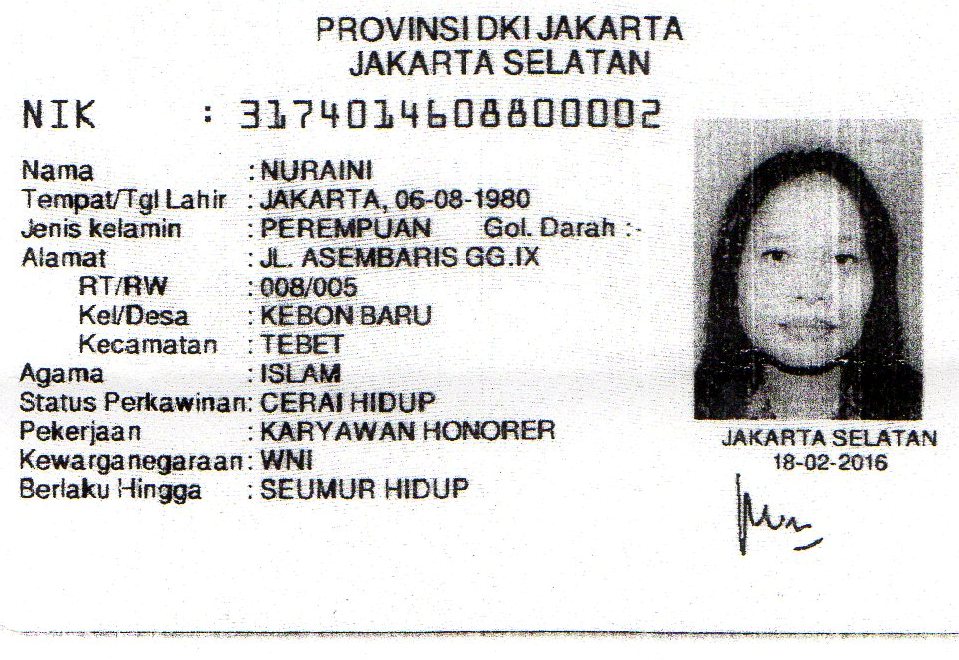 PROVINSI DKI JAKARTA
JAKARTA SELATAN
NIK : 3174014608800002
Nama : NURAINI
Tempat/Tgl Lahir : JAKARTA, 06-08-1980
Jenis kelamin : PEREMPUAN Gol. Darah :-
Alamat : JL. ASEMBARIS GG.IX
RT/RW : 008/005
Kel/Desa : KEBON BARU
Kecamatan : TEBET
Agama : ISLAM
Status Perkawinan: CERAI HIDUP
Pekerjaan : KARYAWAN HONORER
Kewarganegaraan: WNI
Berlaku Hingga : SEUMUR HIDUP
JAKARTA SELATAN
18-02-2016